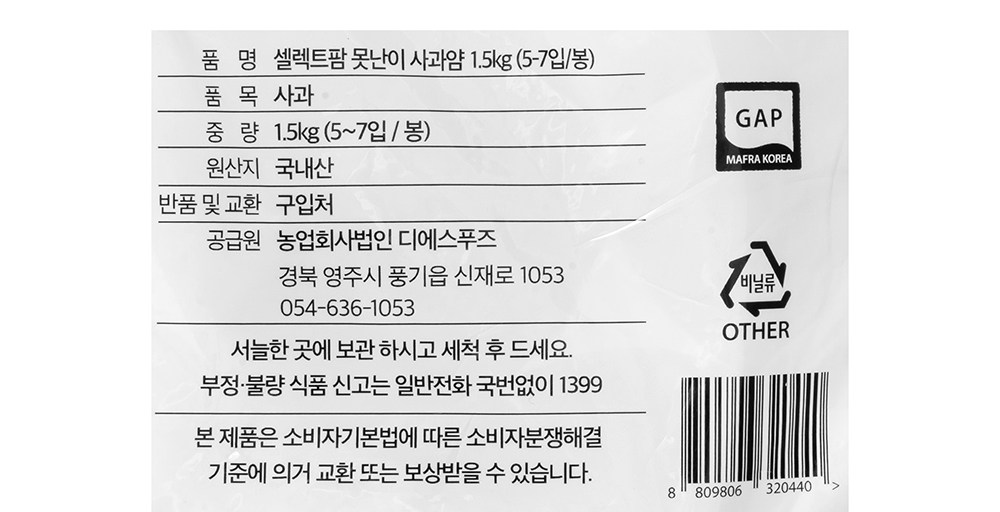 품 명 셀렉트팜 못난이 사과얌 1.5kg (5-7입/봉)
품 목 사과
중 량 1.5kg (5~7입 / 봉)
원산지 국내산
반품 및 교환 구입처
공급원 농업회사법인 디에스푸즈
경북 영주시 풍기읍 신재로 1053
054-636-1053
서늘한 곳에 보관 하시고 세척 후 드세요.
부정·불량 식품 신고는 일반전화 국번없이 1399
본 제품은 소비자기본법에 따른 소비자분쟁해결
기준에 의거 교환 또는 보상받을 수 있습니다.
GAP
MAFRA KOREA
비닐류
OTHER
8 809806 320440 >